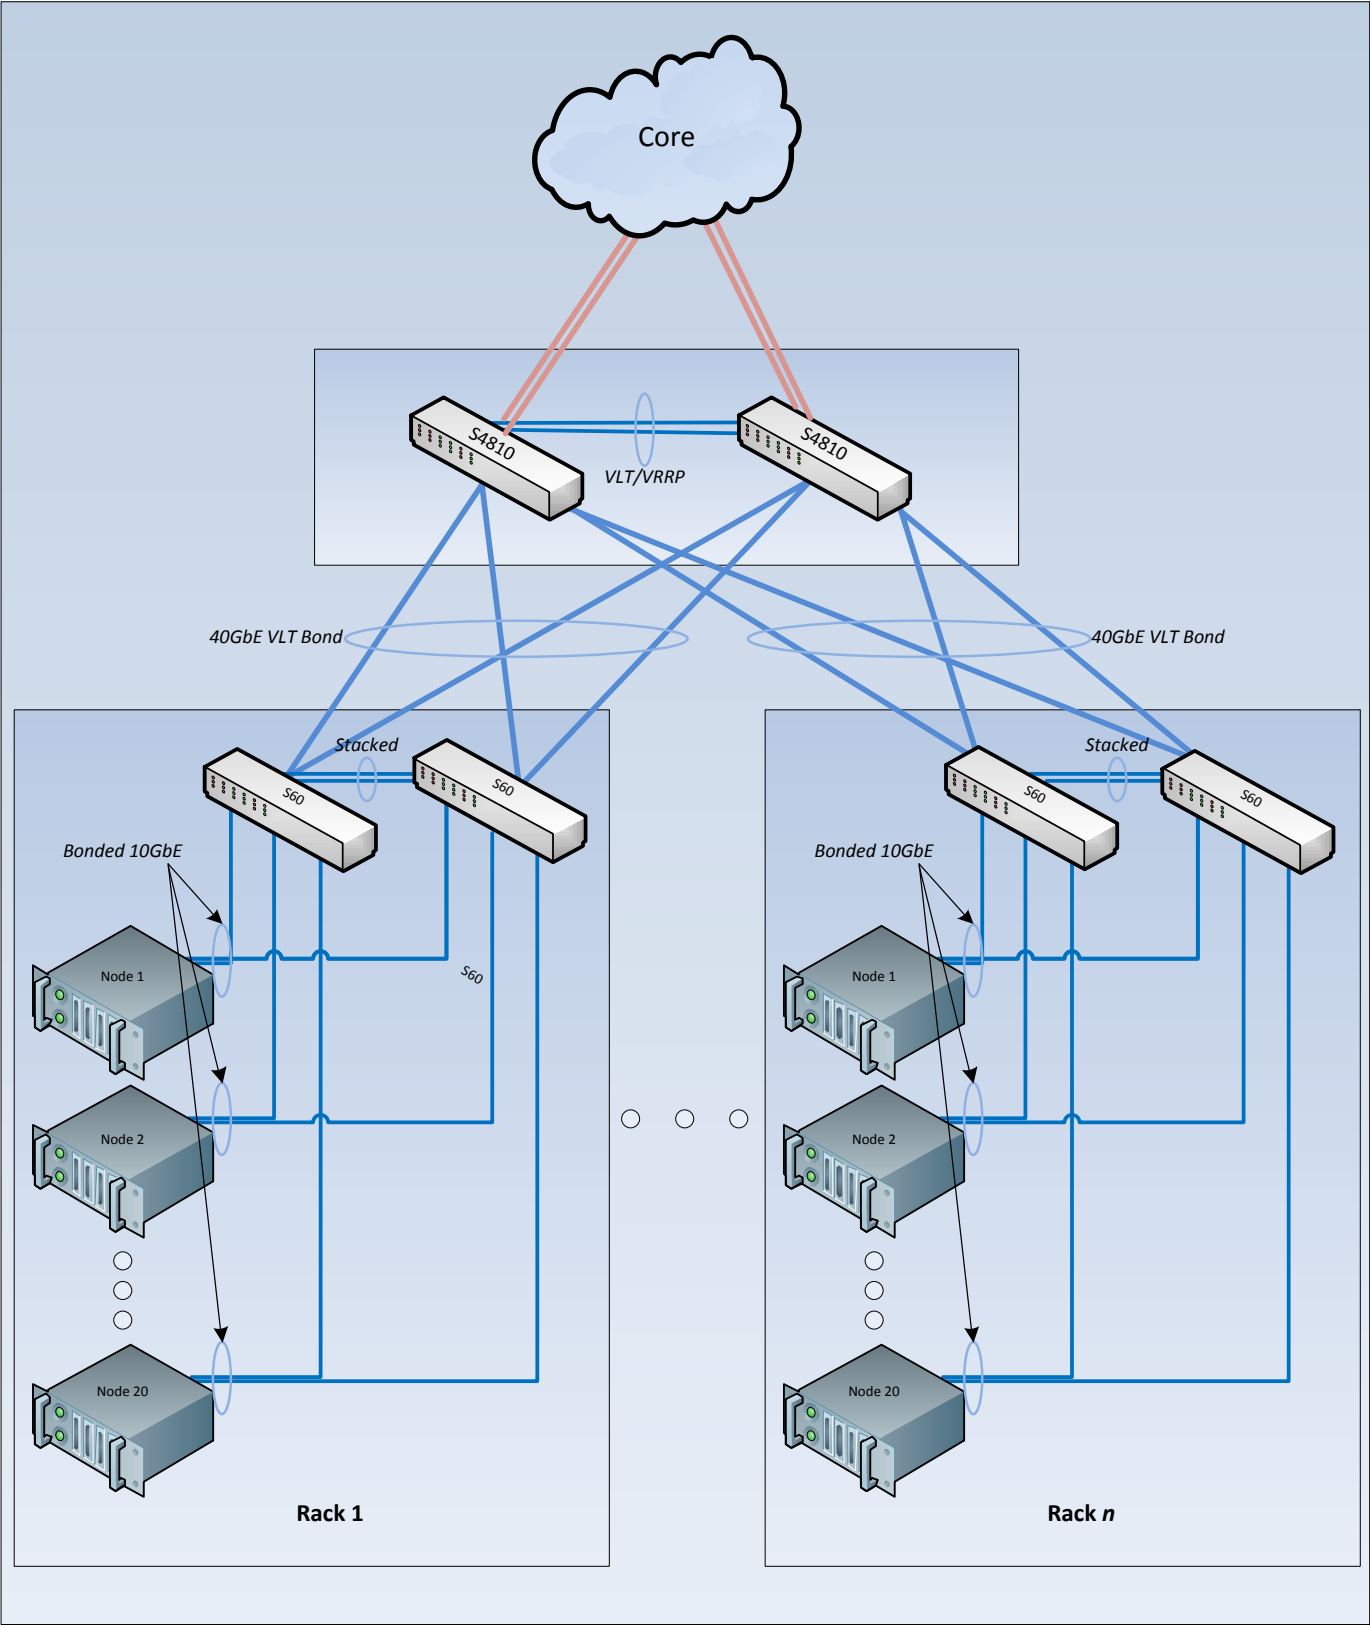 Core
S4810
S4810
VLT/VRRP
40GbE VLT Bond
40GbE VLT Bond
Stacked
Stacked
S60
S60
S60
S60
Bonded 10GbE
Bonded 10GbE
Node 1
S60
Node 1
Node 2
Node 2
Node 20
Node 20
Rack 1
Rack n